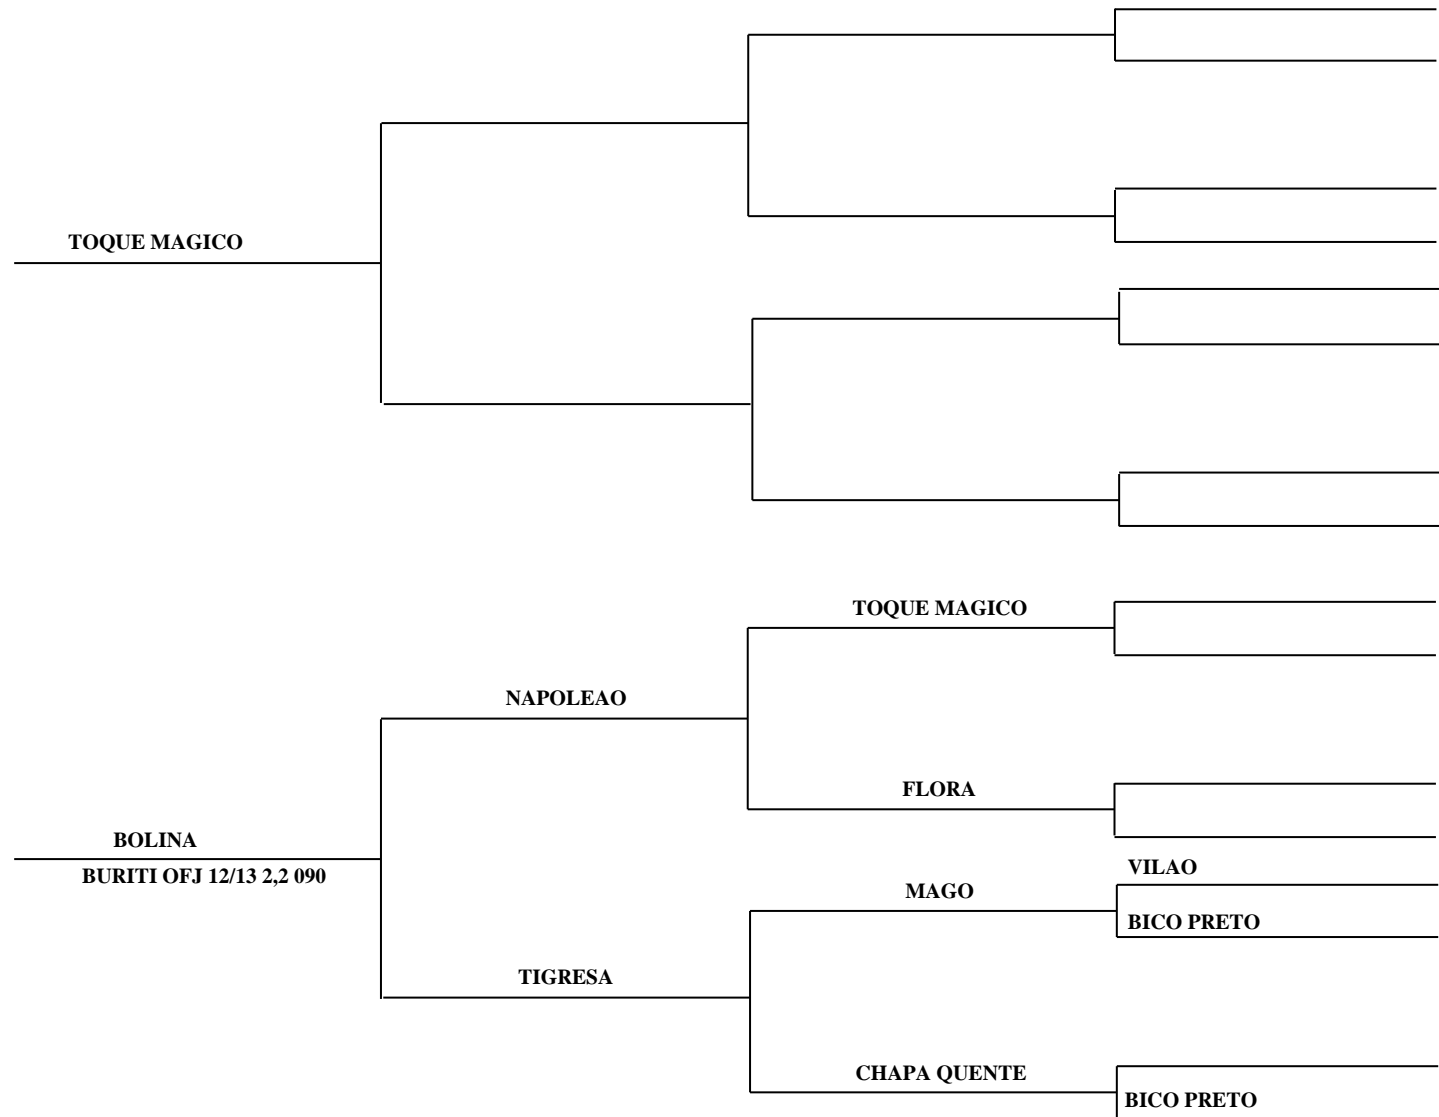 TOQUE MAGICO
TOQUE MAGICO
NAPOLEAO
FLORA
BOLINA
BURITI OFJ 12/13 2,2 090
VILAO
MAGO
BICO PRETO
TIGRESA
CHAPA QUENTE
BICO PRETO